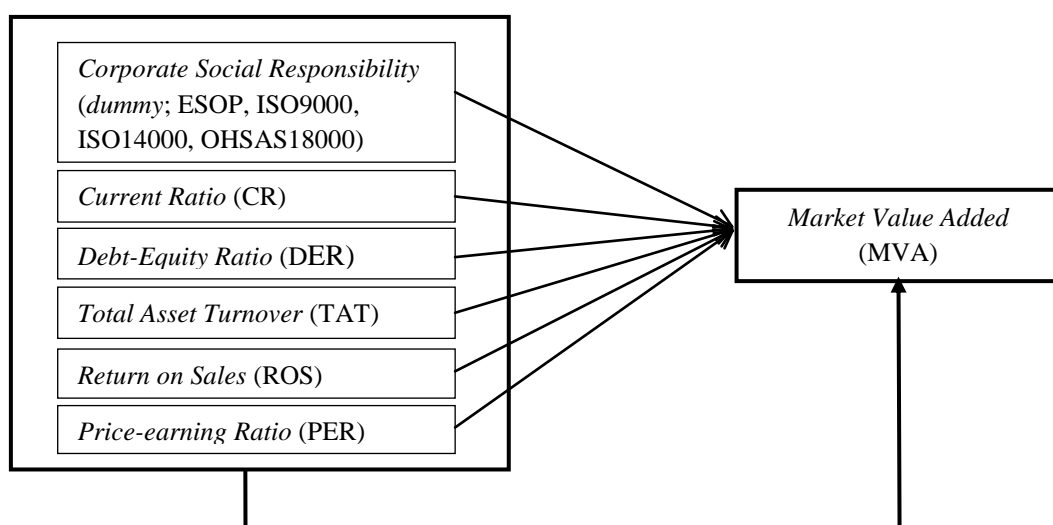 Corporate Social Responsibility
(dummy; ESOP, ISO9000,
ISO14000, OHSAS18000)
Current Ratio (CR)
Debt-Equity Ratio (DER)
Total Asset Turnover (TAT)
Return on Sales (ROS)
Price-earning Ratio (PER)
Market Value Added
(MVA)